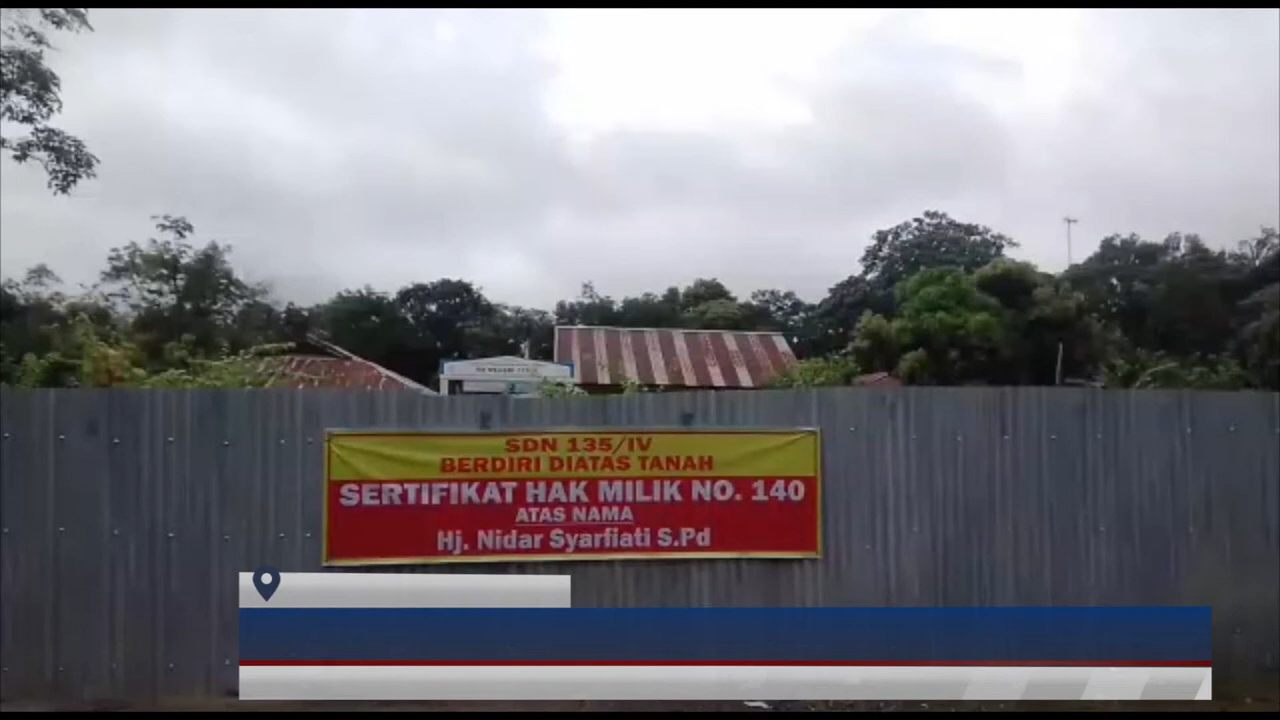 SDN 135/IV
BERDIRI DIATAS TANAH
SERTIFIKAT HAK MILIK NO. 140
ATAS NAMA
Hj. Nidar Syarfiati S.Pd